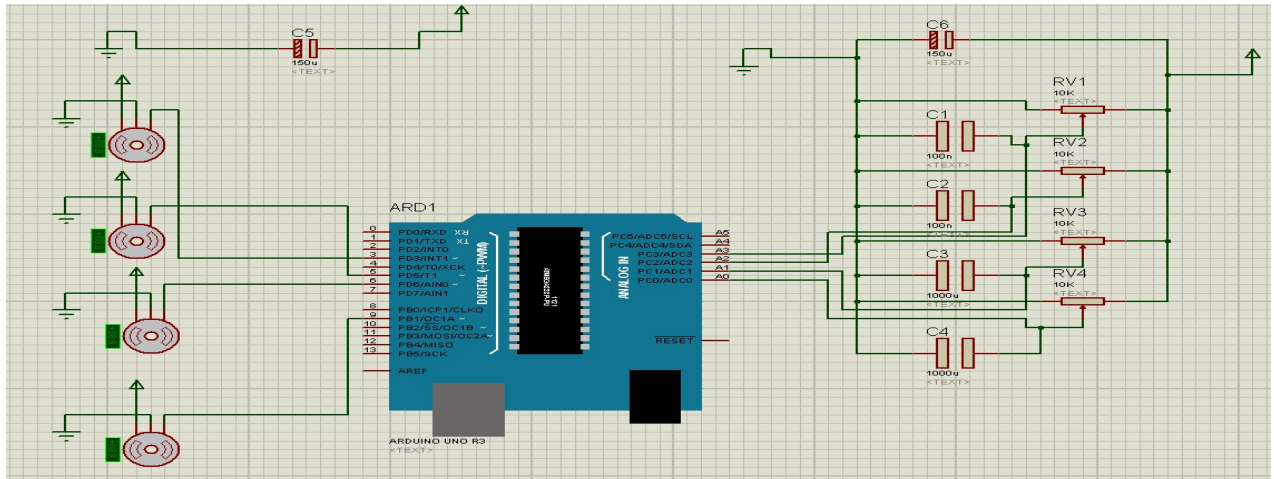 C5
150u
<TEXT>
C6
150u
<TEXT>
RV1
10K
<TEXT>
C1
100n
<TEXT>
RV2
10K
<TEXT>
C2
100n
<TEXT>
RV3
10K
<TEXT>
C3
1000u
<TEXT>
RV4
10K
<TEXT>
C4
1000u
<TEXT>
ARD1
0 PD0/RXD RX
1 PD1/TXD TX
2 PD2/INT0
3 PD3/INT1 ~
4 PD4/T0/XCK
5 PD5/T1 ~
6 PD6/AIN0 ~
7 PD7/AIN1
8 PB0/ICP1/CLKO
9 PB1/OC1A ~
10 PB2/SS/OC1B ~
11 PB3/MOSI/OC2A ~
12 PB4/MISO
13 PB5/SCK
AREF
DIGITAL (~PWM)
ANALOG IN
PC5/ADC5/SCL A5
PC4/ADC4/SDA A4
PC3/ADC3 A3
PC2/ADC2 A2
PC1/ADC1 A1
PC0/ADC0 A0
RESET
ARDUINO UNO R3
<TEXT>